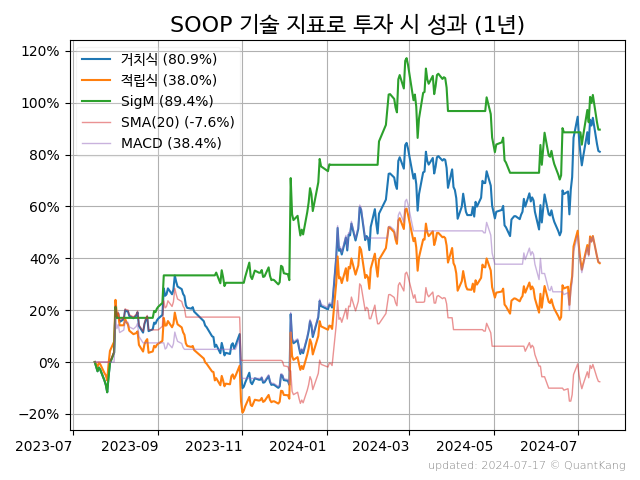 SOOP 기술 지표로 투자 시 성과 (1년)
거치식 (80.9%)
적립식 (38.0%)
SigM (89.4%)
SMA(20) (-7.6%)
MACD (38.4%)
120%
100%
80%
60%
40%
20%
0%
−20%
2023-07 2023-09 2023-11 2024-01 2024-03 2024-05 2024-07
updated: 2024-07-17 © QuantKang